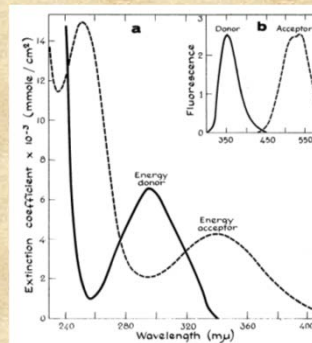 a
b
Donor
Acceptor
Fluorescence
3
2
1
0
350
450
550
Extinction coefficient x 10⁻³ (mmole / cm²)
14
12
10
8
6
4
2
0
Energy
donor
Energy
acceptor
240
280
320
360
400
Wavelength (mμ)